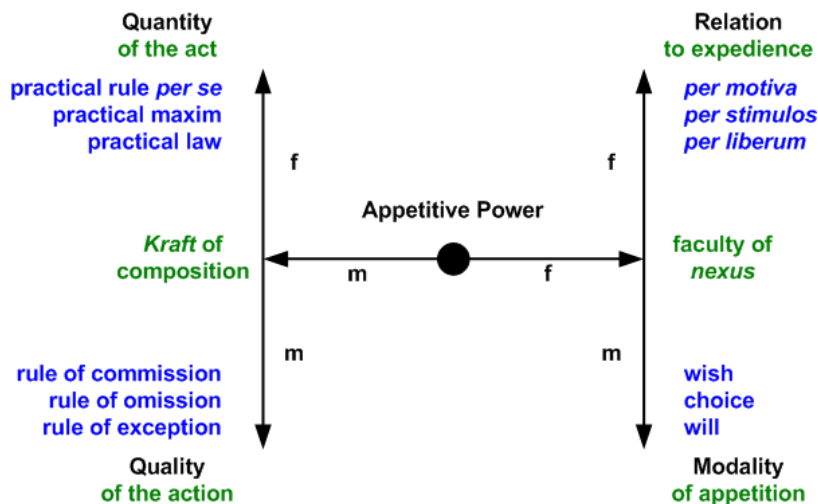 Quantity
of the act
Relation
to expedience
practical rule per se
practical maxim
practical law
per motiva
per stimulos
per liberum
f
f
Appetitive Power
Kraft of
composition
faculty of
nexus
m
f
m
m
rule of commission
rule of omission
rule of exception
wish
choice
will
Quality
of the action
Modality
of appetition